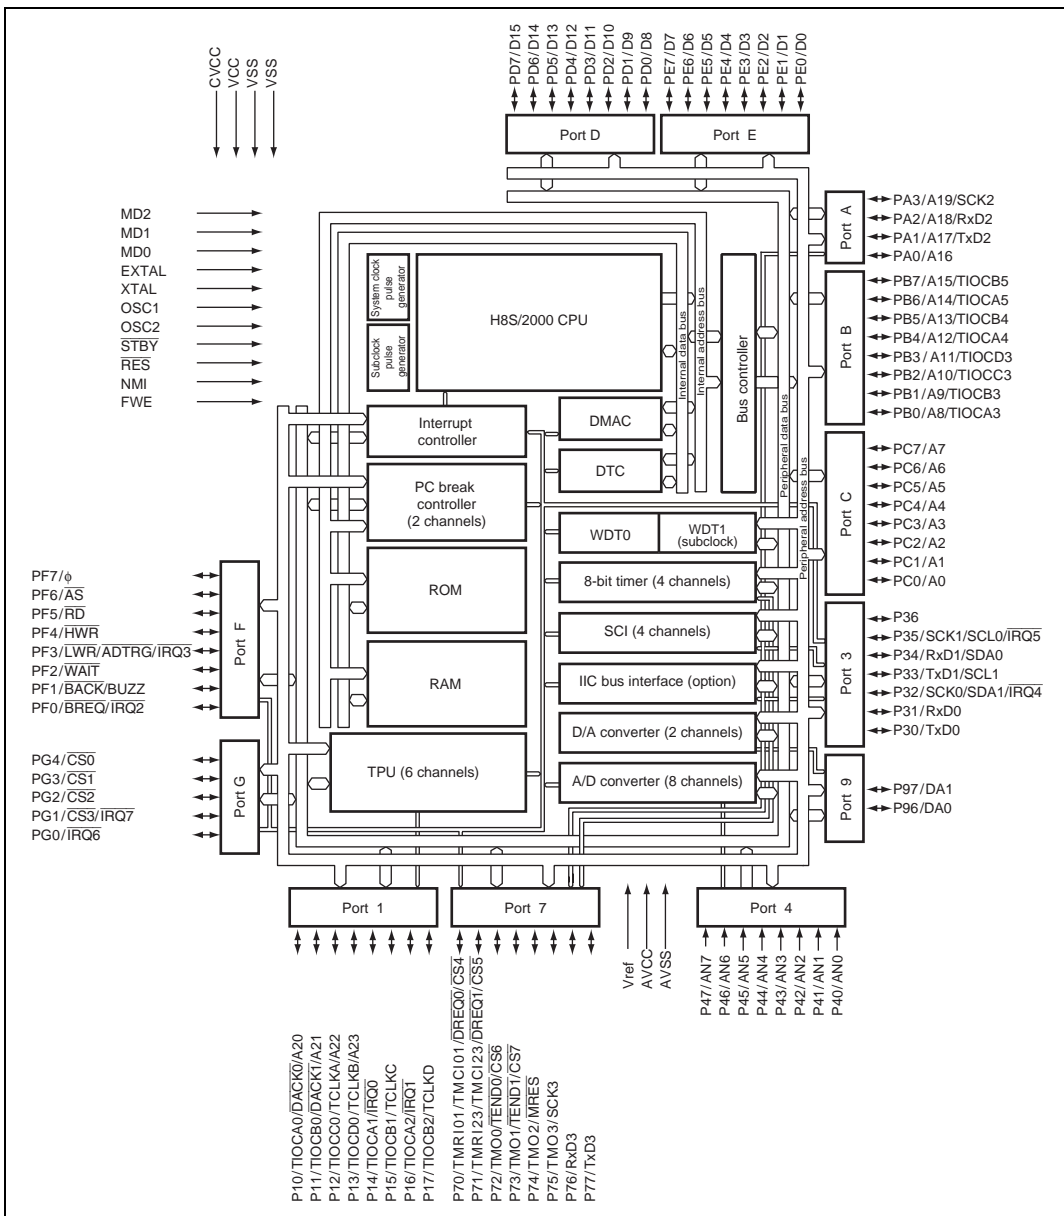 CVCC
VCC
VSS
VSS
PD7/D15
PD6/D14
PD5/D13
PD4/D12
PD3/D11
PD2/D10
PD1/D9
PD0/D8
PE7/D7
PE6/D6
PE5/D5
PE4/D4
PE3/D3
PE2/D2
PE1/D1
PE0/D0
Port D
Port E
MD2
MD1
MD0
EXTAL
XTAL
OSC1
OSC2
STBY
RES
NMI
FWE
System clock
pulse
generator
Subclock
pulse
generator
H8S/2000 CPU
Internal data bus
Internal address bus
Bus controller
Peripheral data bus
Peripheral address bus
Interrupt
controller
DMAC
DTC
PC break
controller
(2 channels)
WDT0
WDT1
(subclock)
ROM
8-bit timer (4 channels)
SCI (4 channels)
RAM
IIC bus interface (option)
D/A converter (2 channels)
TPU (6 channels)
A/D converter (8 channels)
Port A
PA3/A19/SCK2
PA2/A18/RxD2
PA1/A17/TxD2
PA0/A16
Port B
PB7/A15/TIOCB5
PB6/A14/TIOCA5
PB5/A13/TIOCB4
PB4/A12/TIOCA4
PB3/A11/TIOCD3
PB2/A10/TIOCC3
PB1/A9/TIOCB3
PB0/A8/TIOCA3
Port C
PC7/A7
PC6/A6
PC5/A5
PC4/A4
PC3/A3
PC2/A2
PC1/A1
PC0/A0
Port 3
P36
P35/SCK1/SCL0/IRQ5
P34/RxD1/SDA0
P33/TxD1/SCL1
P32/SCK0/SDA1/IRQ4
P31/RxD0
P30/TxD0
Port 9
P97/DA1
P96/DA0
PF7/φ
PF6/AS
PF5/RD
PF4/HWR
PF3/LWR/ADTRG/IRQ3
PF2/WAIT
PF1/BACK/BUZZ
PF0/BREQ/IRQ2
Port F
PG4/CS0
PG3/CS1
PG2/CS2
PG1/CS3/IRQ7
PG0/IRQ6
Port G
Port 1
Port 7
Port 4
P10/TIOCA0/DACK0/A20
P11/TIOCB0/DACK1/A21
P12/TIOCC0/TCLKA/A22
P13/TIOCD0/TCLKB/A23
P14/TIOCA1/IRQ0
P15/TIOCB1/TCLKC
P16/TIOCA2/IRQ1
P17/TIOCB2/TCLKD
P70/TMRI01/TMCI01/DREQ0/CS4
P71/TMRI23/TMCI23/DREQ1/CS5
P72/TMO0/TEND0/CS6
P73/TMO1/TEND1/CS7
P74/TMO2/MRES
P75/TMO3/SCK3
P76/RxD3
P77/TxD3
Vref
AVCC
AVSS
P47/AN7
P46/AN6
P45/AN5
P44/AN4
P43/AN3
P42/AN2
P41/AN1
P40/AN0